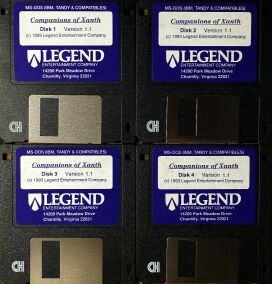 MS-DOS (IBM, TANDY & COMPATIBLES)
Companions of Xanth
Disk 1 Version 1.1
(c) 1993 Legend Entertainment Company
LEGEND
ENTERTAINMENT COMPANY
14200 Park Meadow Drive
Chantilly, Virginia 22021
MS-DOS (IBM, TANDY & COMPATIBLES)
Companions of Xanth
Disk 2 Version 1.1
(c) 1993 Legend Entertainment Company
LEGEND
ENTERTAINMENT COMPANY
14200 Park Meadow Drive
Chantilly, Virginia 22021
MS-DOS (IBM, TANDY & COMPATIBLES)
Companions of Xanth
Disk 3 Version 1.1
(c) 1993 Legend Entertainment Company
LEGEND
ENTERTAINMENT COMPANY
14200 Park Meadow Drive
Chantilly, Virginia 22021
MS-DOS (IBM, TANDY & COMPATIBLES)
Companions of Xanth
Disk 4 Version 1.1
(c) 1993 Legend Entertainment Company
LEGEND
ENTERTAINMENT COMPANY
14200 Park Meadow Drive
Chantilly, Virginia 22021